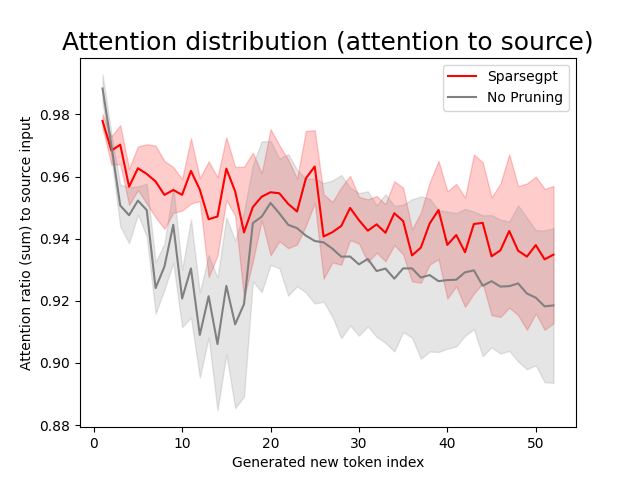 Attention distribution (attention to source)
Sparsegpt
No Pruning
Attention ratio (sum) to source input
0.98
0.96
0.94
0.92
0.90
0.88
0
10
20
30
40
50
Generated new token index